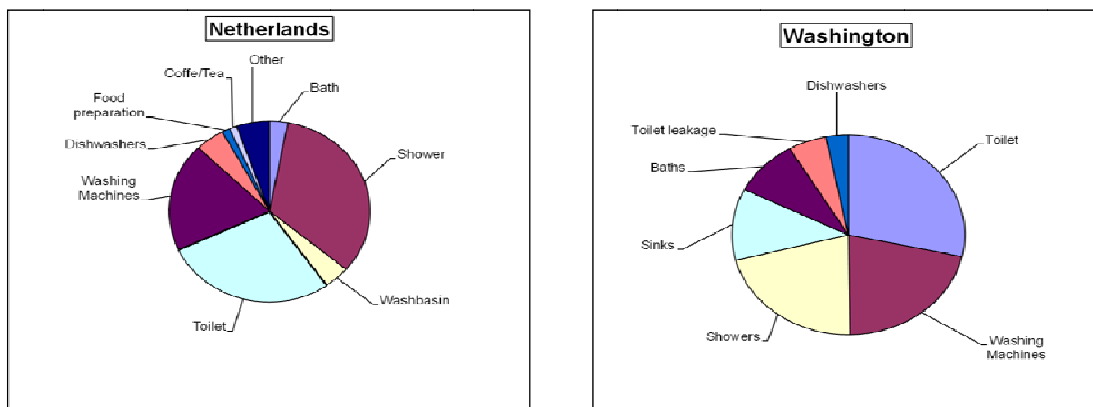 Netherlands
Other
Coffe/Tea
Bath
Food
preparation
Dishwashers
Shower
Washing
Machines
Washbasin
Toilet
Washington
Dishwashers
Toilet leakage
Toilet
Baths
Sinks
Showers
Washing
Machines